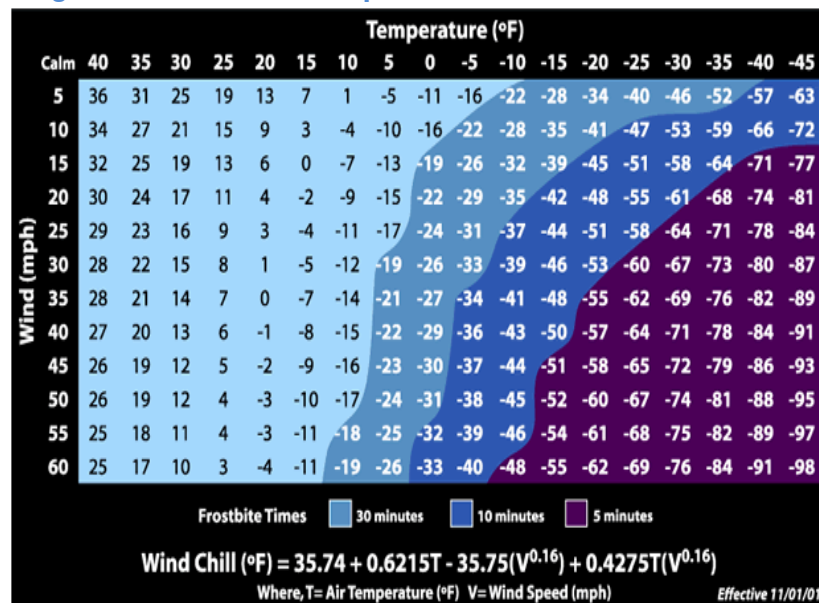 Temperature (ºF)
Calm 40 35 30 25 20 15 10 5 0 -5 -10 -15 -20 -25 -30 -35 -40 -45
5 36 31 25 19 13 7 1 -5 -11 -16 -22 -28 -34 -40 -46 -52 -57 -63
10 34 27 21 15 9 3 -4 -10 -16 -22 -28 -35 -41 -47 -53 -59 -66 -72
15 32 25 19 13 6 0 -7 -13 -19 -26 -32 -39 -45 -51 -58 -64 -71 -77
20 30 24 17 11 4 -2 -9 -15 -22 -29 -35 -42 -48 -55 -61 -68 -74 -81
25 29 23 16 9 3 -4 -11 -17 -24 -31 -37 -44 -51 -58 -64 -71 -78 -84
30 28 22 15 8 1 -5 -12 -19 -26 -33 -39 -46 -53 -60 -67 -73 -80 -87
35 28 21 14 7 0 -7 -14 -21 -27 -34 -41 -48 -55 -62 -69 -76 -82 -89
40 27 20 13 6 -1 -8 -15 -22 -29 -36 -43 -50 -57 -64 -71 -78 -84 -91
45 26 19 12 5 -2 -9 -16 -23 -30 -37 -44 -51 -58 -65 -72 -79 -86 -93
50 26 19 12 4 -3 -10 -17 -24 -31 -38 -45 -52 -60 -67 -74 -81 -88 -95
55 25 18 11 4 -3 -11 -18 -25 -32 -39 -46 -54 -61 -68 -75 -82 -89 -97
60 25 17 10 3 -4 -11 -19 -26 -33 -40 -48 -55 -62 -69 -76 -84 -91 -98
Wind (mph)
Frostbite Times 30 minutes 10 minutes 5 minutes
Wind Chill (ºF) = 35.74 + 0.6215T - 35.75(V^0.16) + 0.4275T(V^0.16)
Where, T= Air Temperature (ºF) V= Wind Speed (mph) Effective 11/01/01